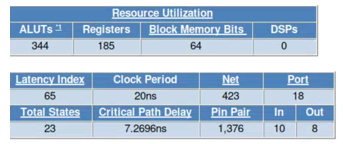 Resource Utilization
ALUTs *1 Registers Block Memory Bits DSPs
344 185 64 0
Latency Index Clock Period Net Port
65 20ns 423 18
Total States Critical Path Delay Pin Pair In Out
23 7.2696ns 1,376 10 8